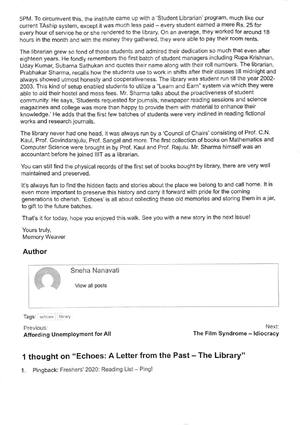 5PM. To circumvent this, the institute came up with a 'Student Librarian' program, much like our
current TAship system, except it was much less paid – every student earned a mere Rs. 25 for
every hour of service he or she rendered to the library. On an average, they worked for around 18
hours in the month and with the money they gathered, were able to pay their room rents.
The librarian grew so fond of those students and admired their dedication so much that even after
eighteen years. He fondly remembers the first batch of student managers including Rupa Krishnan,
Uday Kumar, Subania Suthakan and quotes their name along with their roll numbers. The librarian,
Prabhakar Sharma, recalls how the students use to work in shifts after their classes till midnight and
always showed utmost honesty and cooperativeness. The library was student run till the year 2002-
2003. This kind of setup enabled students to utilize a "Learn and Earn" system via which they were
able to aid their hostel and mess fees. Mr. Sharma talks about the proactiveness of student
community. He says, 'Students requested for journals, newspaper reading sessions and science
magazines and college was more than happy to provide them with material to enhance their
knowledge.' He adds that the first few batches of students were very inclined in reading fictional
works and research journals.
The library never had one head, it was always run by a 'Council of Chairs' consisting of Prof. C.N.
Kaul, Prof. Govindarajulu, Prof. Sangal and more. The first collection of books on Mathematics and
Computer Science were brought in by Prof. Kaul and Prof. Rajulu. Mr. Sharma himself was an
accountant before he joined IIIT as a librarian.
You can still find the physical records of the first set of books bought by library, there are very well
maintained and preserved.
It's always fun to find the hidden facts and stories about the place we belong to and call home. It is
even more important to preserve this history and carry it forward with pride for the coming
generations to cherish. 'Echoes' is all about collecting these old memories and storing them in a jar,
to gift to the future batches.
That's it for today, hope you enjoyed this walk. See you with a new story in the next issue!
Yours truly,
Memory Weaver
Author
Sneha Nanavati
View all posts
Tags: echoes library
Previous: Next:
Affording Unemployment for All The Film Syndrome – Idiocracy
1 thought on "Echoes: A Letter from the Past – The Library"
1. Pingback: Freshers' 2020: Reading List – Ping!